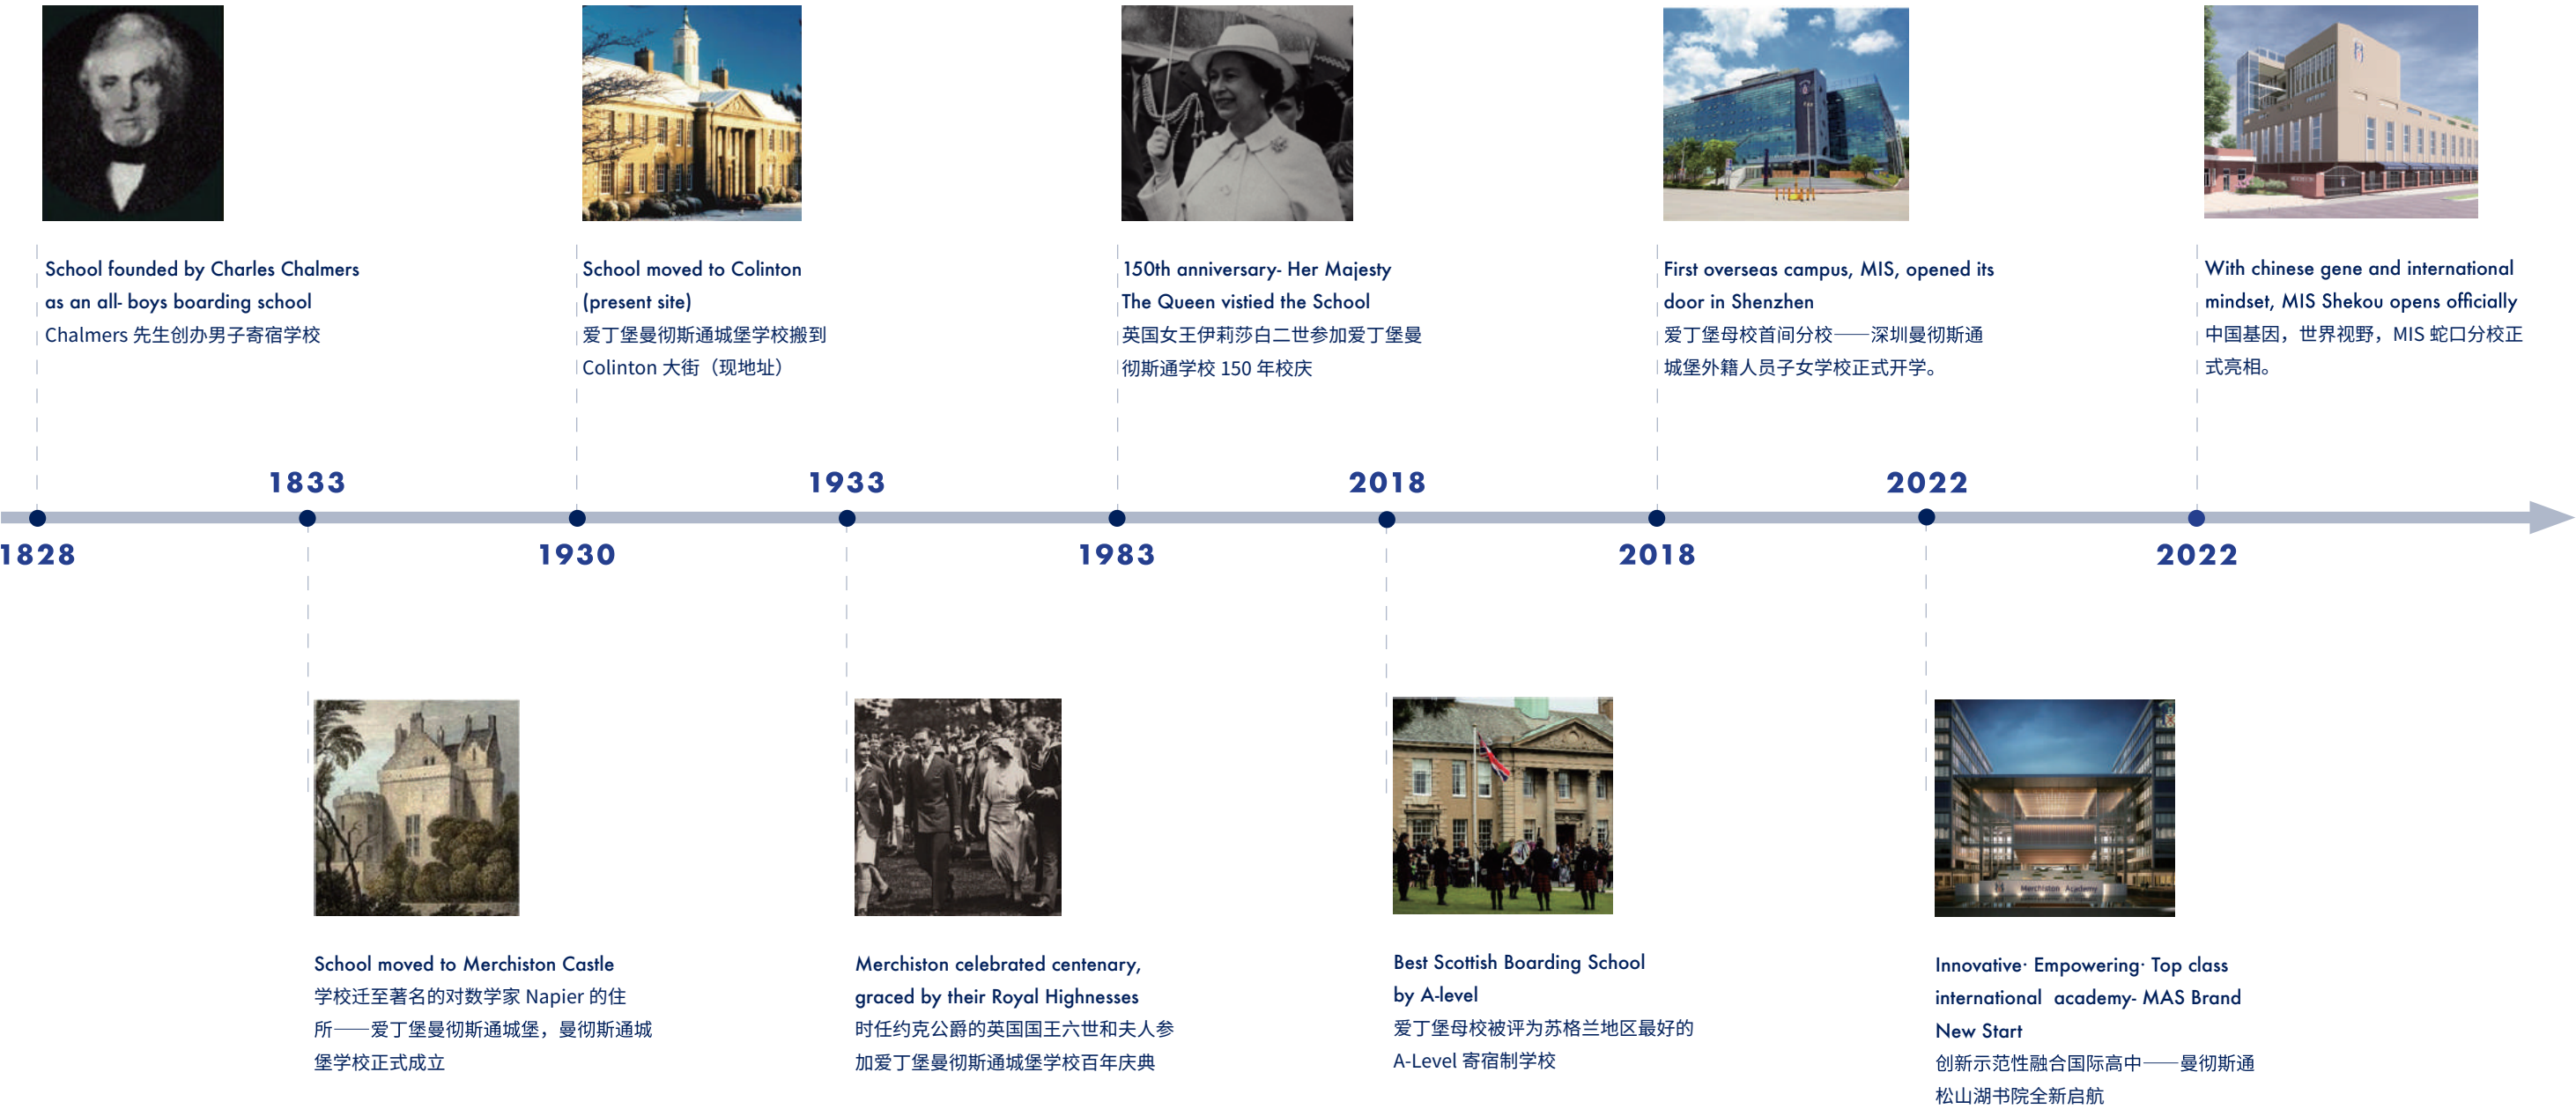 School founded by Charles Chalmers
as an all- boys boarding school
Chalmers 先生创办男子寄宿学校
School moved to Colinton
(present site)
爱丁堡曼彻斯通城堡学校搬到
Colinton 大街（现地址）
150th anniversary- Her Majesty
The Queen vistied the School
英国女王伊莉莎白二世参加爱丁堡曼
彻斯通学校 150 年校庆
First overseas campus, MIS, opened its
door in Shenzhen
爱丁堡母校首间分校——深圳曼彻斯通
城堡外籍人员子女学校正式开学。
With chinese gene and international
mindset, MIS Shekou opens officially
中国基因，世界视野，MIS 蛇口分校正
式亮相。
1833
1933
2018
2022
1828
1930
1983
2018
2022
Merchiston Academy
School moved to Merchiston Castle
学校迁至著名的对数学家 Napier 的住
所——爱丁堡曼彻斯通城堡，曼彻斯通城
堡学校正式成立
Merchiston celebrated centenary,
graced by their Royal Highnesses
时任约克公爵的英国国王六世和夫人参
加爱丁堡曼彻斯通城堡学校百年庆典
Best Scottish Boarding School
by A-level
爱丁堡母校被评为苏格兰地区最好的
A-Level 寄宿制学校
Innovative· Empowering· Top class
international academy- MAS Brand
New Start
创新示范性融合国际高中——曼彻斯通
松山湖书院全新启航